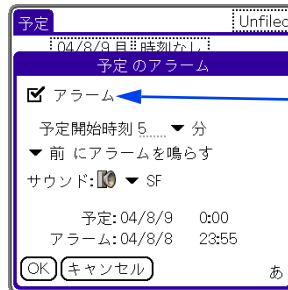 予定 Unfiled
04/8/9 月 時刻なし
予定 のアラーム
アラーム
予定開始時刻 5 分
前 にアラームを鳴らす
サウンド: SF
予定: 04/8/9 0:00
アラーム: 04/8/8 23:55
OK キャンセル あ